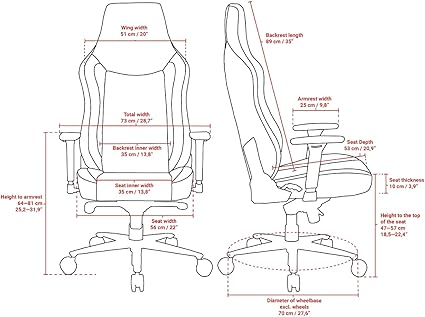 Wing width
51 cm / 20"
Backrest length
89 cm / 35"
Armrest width
25 cm / 9,8"
Total width
73 cm / 28,7"
Seat Depth
53 cm / 20,9"
Backrest inner width
35 cm / 13,8"
Seat inner width
35 cm / 13,8"
Seat thickness
10 cm / 3,9"
Height to armrest
64–81 cm
25,2–31,9"
Seat width
56 cm / 22"
Height to the top
of the seat
47–57 cm
18,5–22,4"
Diameter of wheelbase
excl. wheels
70 cm / 27,6"